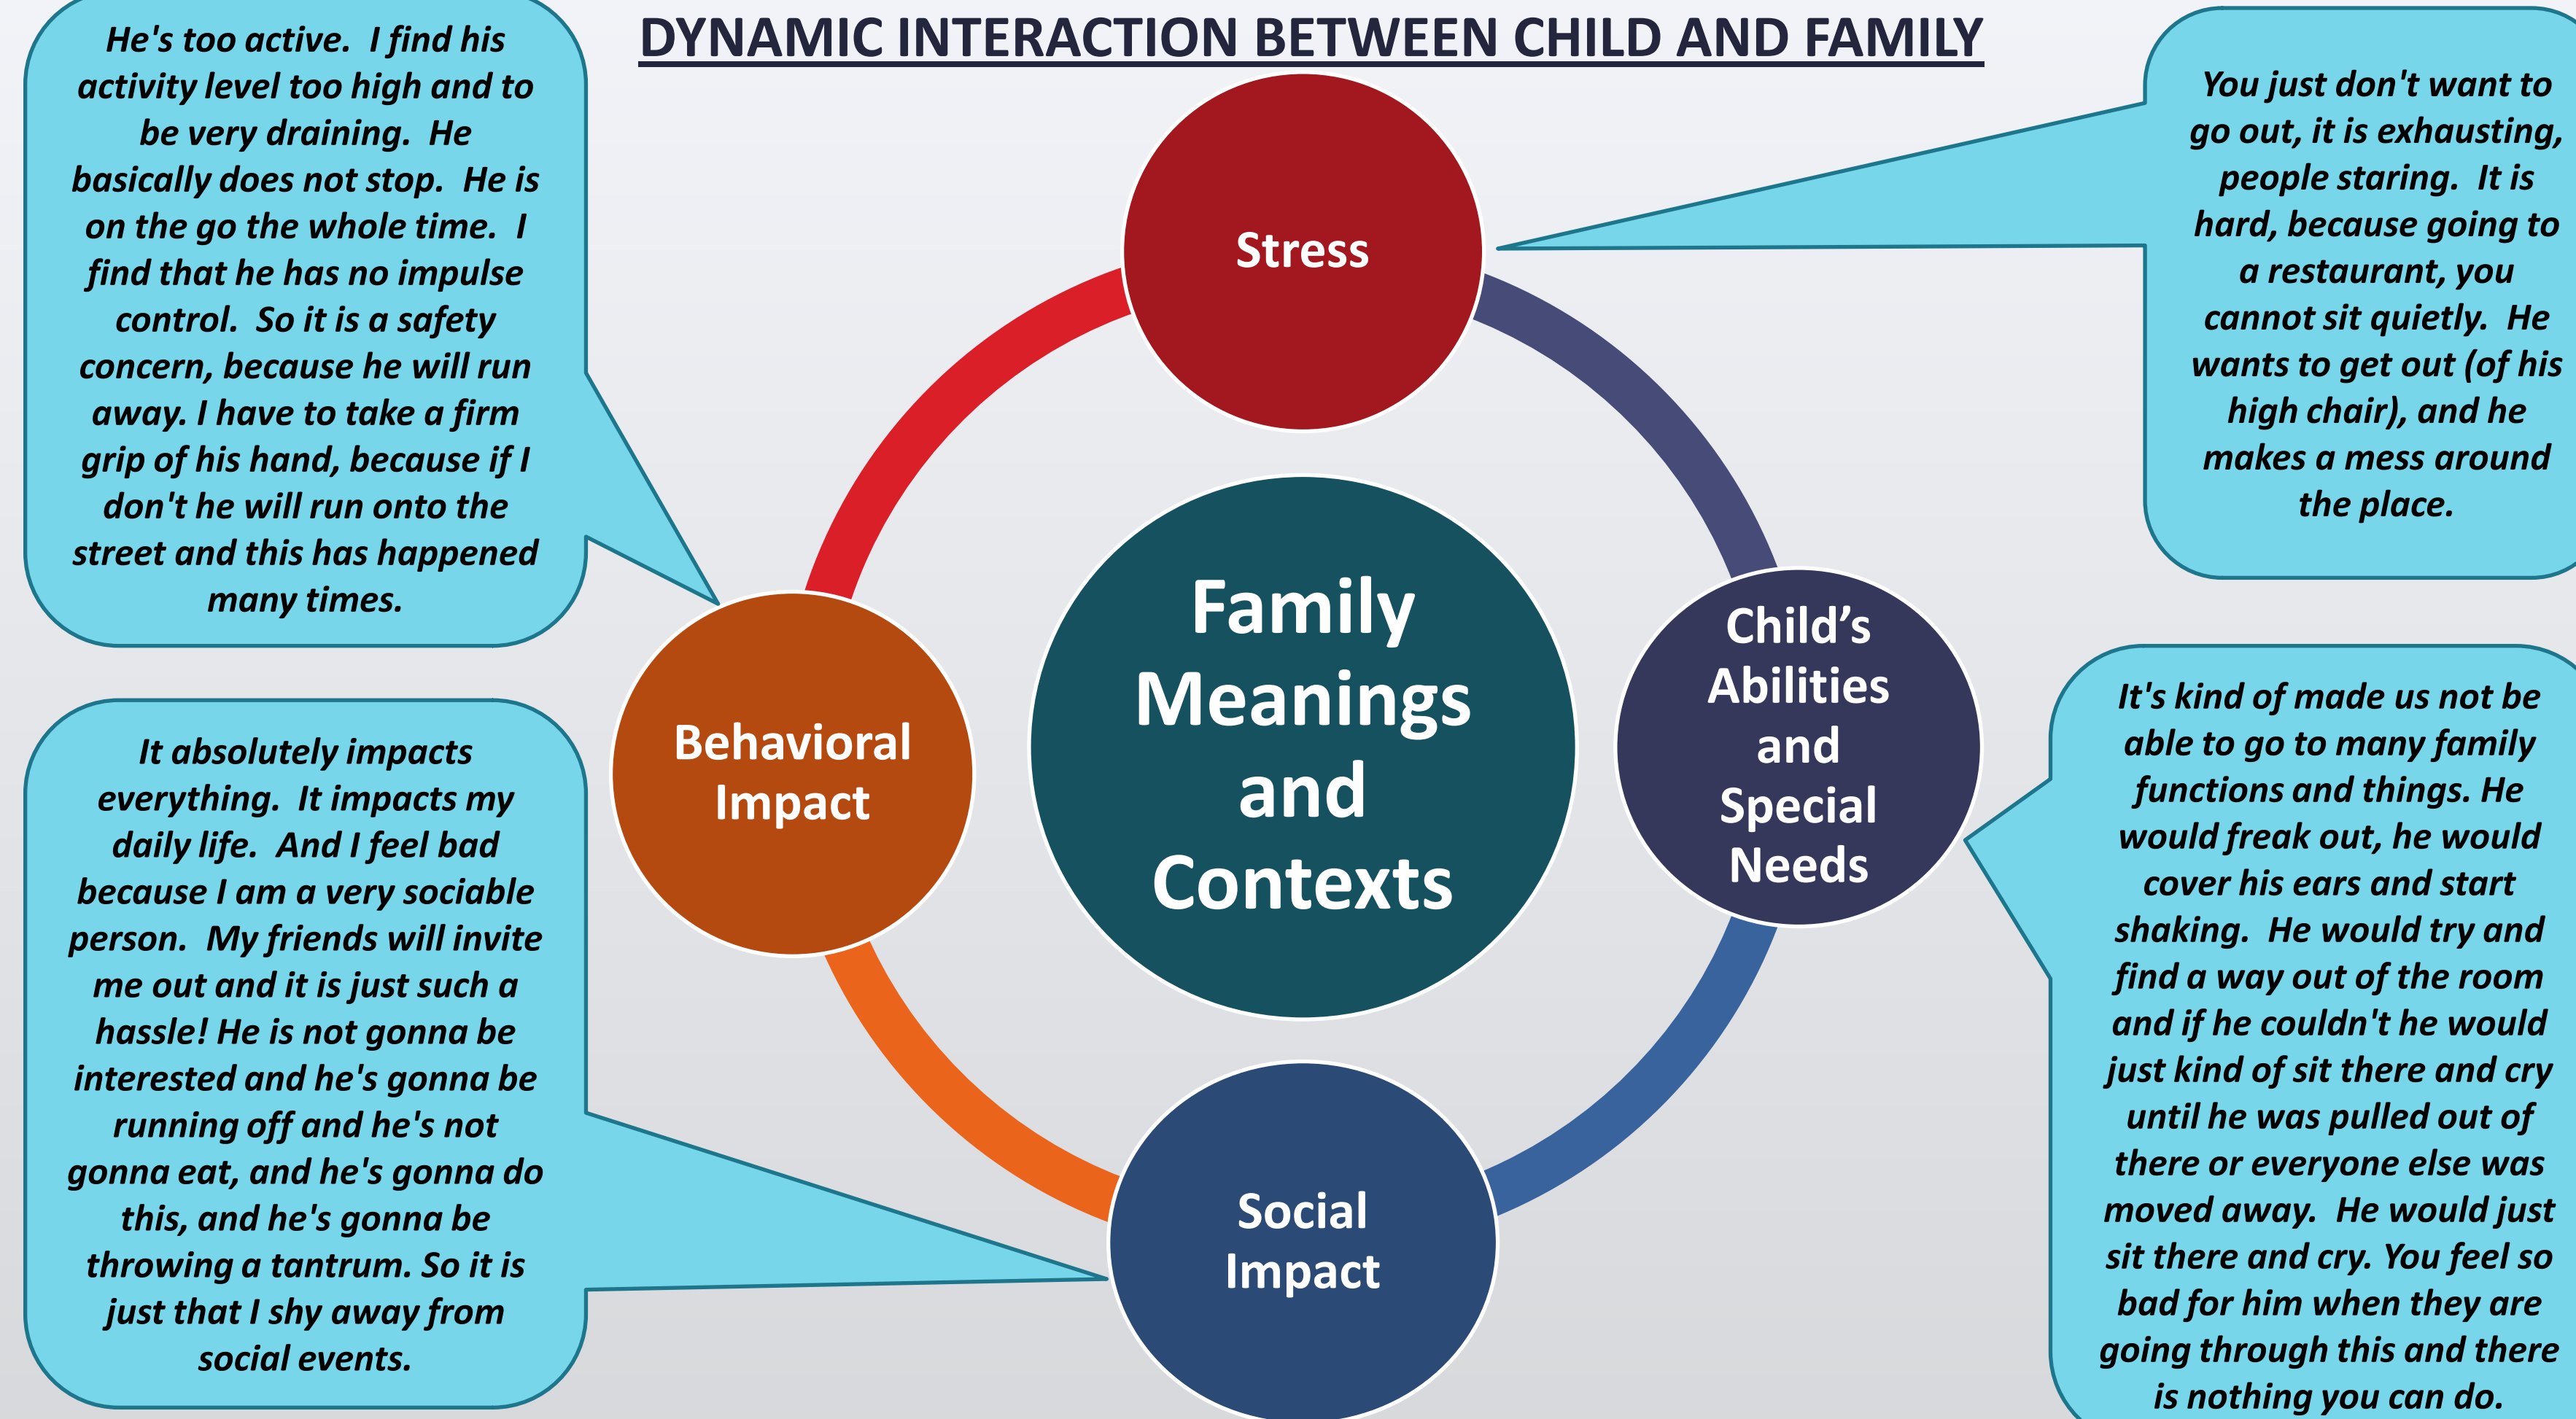 DYNAMIC INTERACTION BETWEEN CHILD AND FAMILY
He's too active.  I find his
activity level too high and to
be very draining.  He
basically does not stop.  He is
on the go the whole time.  I
find that he has no impulse
control.  So it is a safety
concern, because he will run
away. I have to take a firm
grip of his hand, because if I
don't he will run onto the
street and this has happened
many times.
Stress
You just don't want to
go out, it is exhausting,
people staring.  It is
hard, because going to
a restaurant, you
cannot sit quietly.  He
wants to get out (of his
high chair), and he
makes a mess around
the place.
Behavioral
Impact
Family
Meanings
and
Contexts
Child’s
Abilities
and
Special
Needs
It absolutely impacts
everything.  It impacts my
daily life.  And I feel bad
because I am a very sociable
person.  My friends will invite
me out and it is just such a
hassle! He is not gonna be
interested and he's gonna be
running off and he's not
gonna eat, and he's gonna do
this, and he's gonna be
throwing a tantrum. So it is
just that I shy away from
social events.
Social
Impact
It's kind of made us not be
able to go to many family
functions and things. He
would freak out, he would
cover his ears and start
shaking.  He would try and
find a way out of the room
and if he couldn't he would
just kind of sit there and cry
until he was pulled out of
there or everyone else was
moved away.  He would just
sit there and cry. You feel so
bad for him when they are
going through this and there
is nothing you can do.